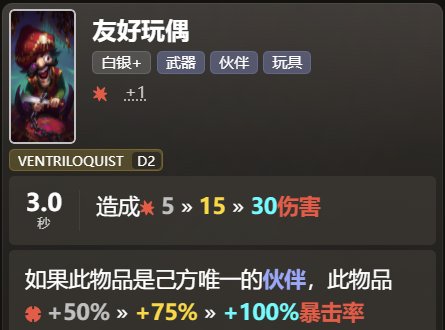 友好玩偶
白银+ 武器 伙伴 玩具
+1
VENTRILOQUIST D2
3.0
秒
造成 5 » 15 » 30伤害
如果此物品是己方唯一的伙伴，此物品
+50% » +75% » +100%暴击率